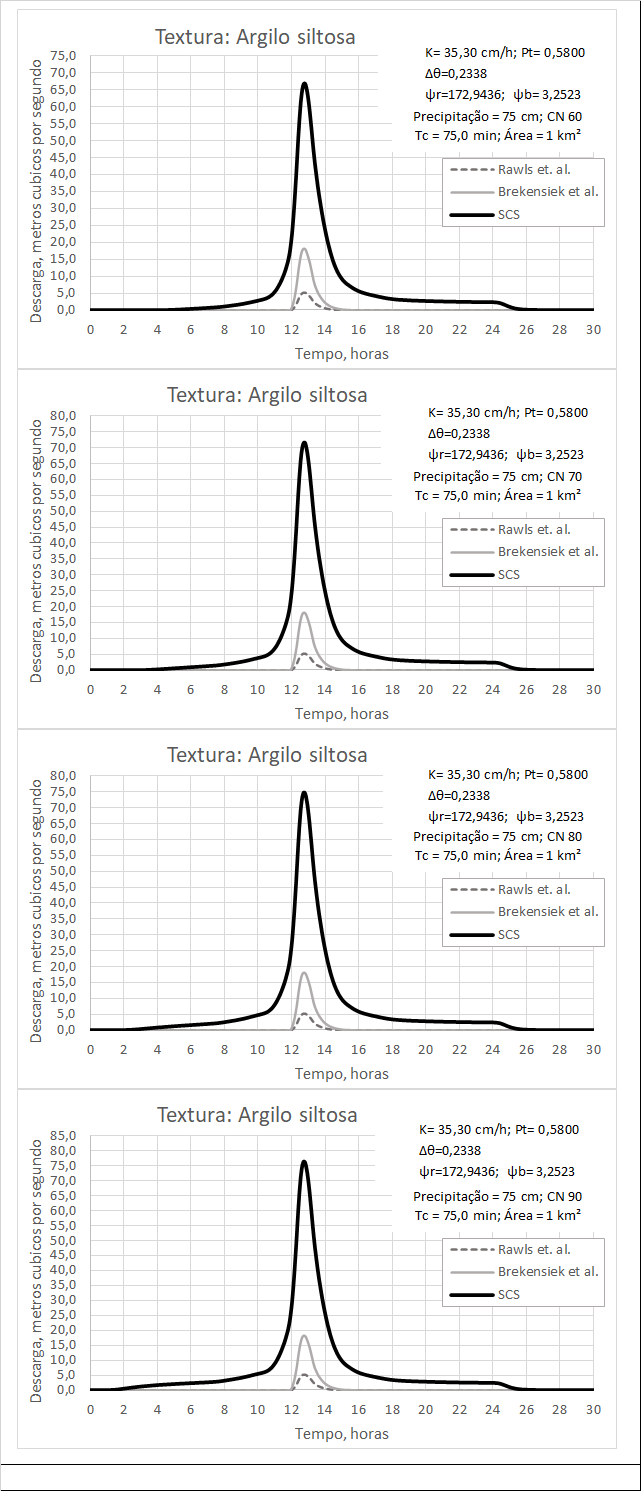 Textura: Argilo siltosa
K= 35,30 cm/h; Pt= 0,5800
Δθ=0,2338
ψr=172,9436; ψb= 3,2523
Precipitação = 75 cm; CN 60
Tc = 75,0 min; Área = 1 km²
Rawls et. al.
Brekensiek et al.
SCS
Descarga, metros cubicos por segundo
75,0
70,0
65,0
60,0
55,0
50,0
45,0
40,0
35,0
30,0
25,0
20,0
15,0
10,0
5,0
0,0
0 2 4 6 8 10 12 14 16 18 20 22 24 26 28 30
Tempo, horas
Textura: Argilo siltosa
K= 35,30 cm/h; Pt= 0,5800
Δθ=0,2338
ψr=172,9436; ψb= 3,2523
Precipitação = 75 cm; CN 70
Tc = 75,0 min; Área = 1 km²
Rawls et. al.
Brekensiek et al.
SCS
Descarga, metros cubicos por segundo
80,0
75,0
70,0
65,0
60,0
55,0
50,0
45,0
40,0
35,0
30,0
25,0
20,0
15,0
10,0
5,0
0,0
0 2 4 6 8 10 12 14 16 18 20 22 24 26 28 30
Tempo, horas
Textura: Argilo siltosa
K= 35,30 cm/h; Pt= 0,5800
Δθ=0,2338
ψr=172,9436; ψb= 3,2523
Precipitação = 75 cm; CN 80
Tc = 75,0 min; Área = 1 km²
Rawls et. al.
Brekensiek et al.
SCS
Descarga, metros cubicos por segundo
80,0
75,0
70,0
65,0
60,0
55,0
50,0
45,0
40,0
35,0
30,0
25,0
20,0
15,0
10,0
5,0
0,0
0 2 4 6 8 10 12 14 16 18 20 22 24 26 28 30
Tempo, horas
Textura: Argilo siltosa
K= 35,30 cm/h; Pt= 0,5800
Δθ=0,2338
ψr=172,9436; ψb= 3,2523
Precipitação = 75 cm; CN 90
Tc = 75,0 min; Área = 1 km²
Rawls et. al.
Brekensiek et al.
SCS
Descarga, metros cubicos por segundo
85,0
80,0
75,0
70,0
65,0
60,0
55,0
50,0
45,0
40,0
35,0
30,0
25,0
20,0
15,0
10,0
5,0
0,0
0 2 4 6 8 10 12 14 16 18 20 22 24 26 28 30
Tempo, horas